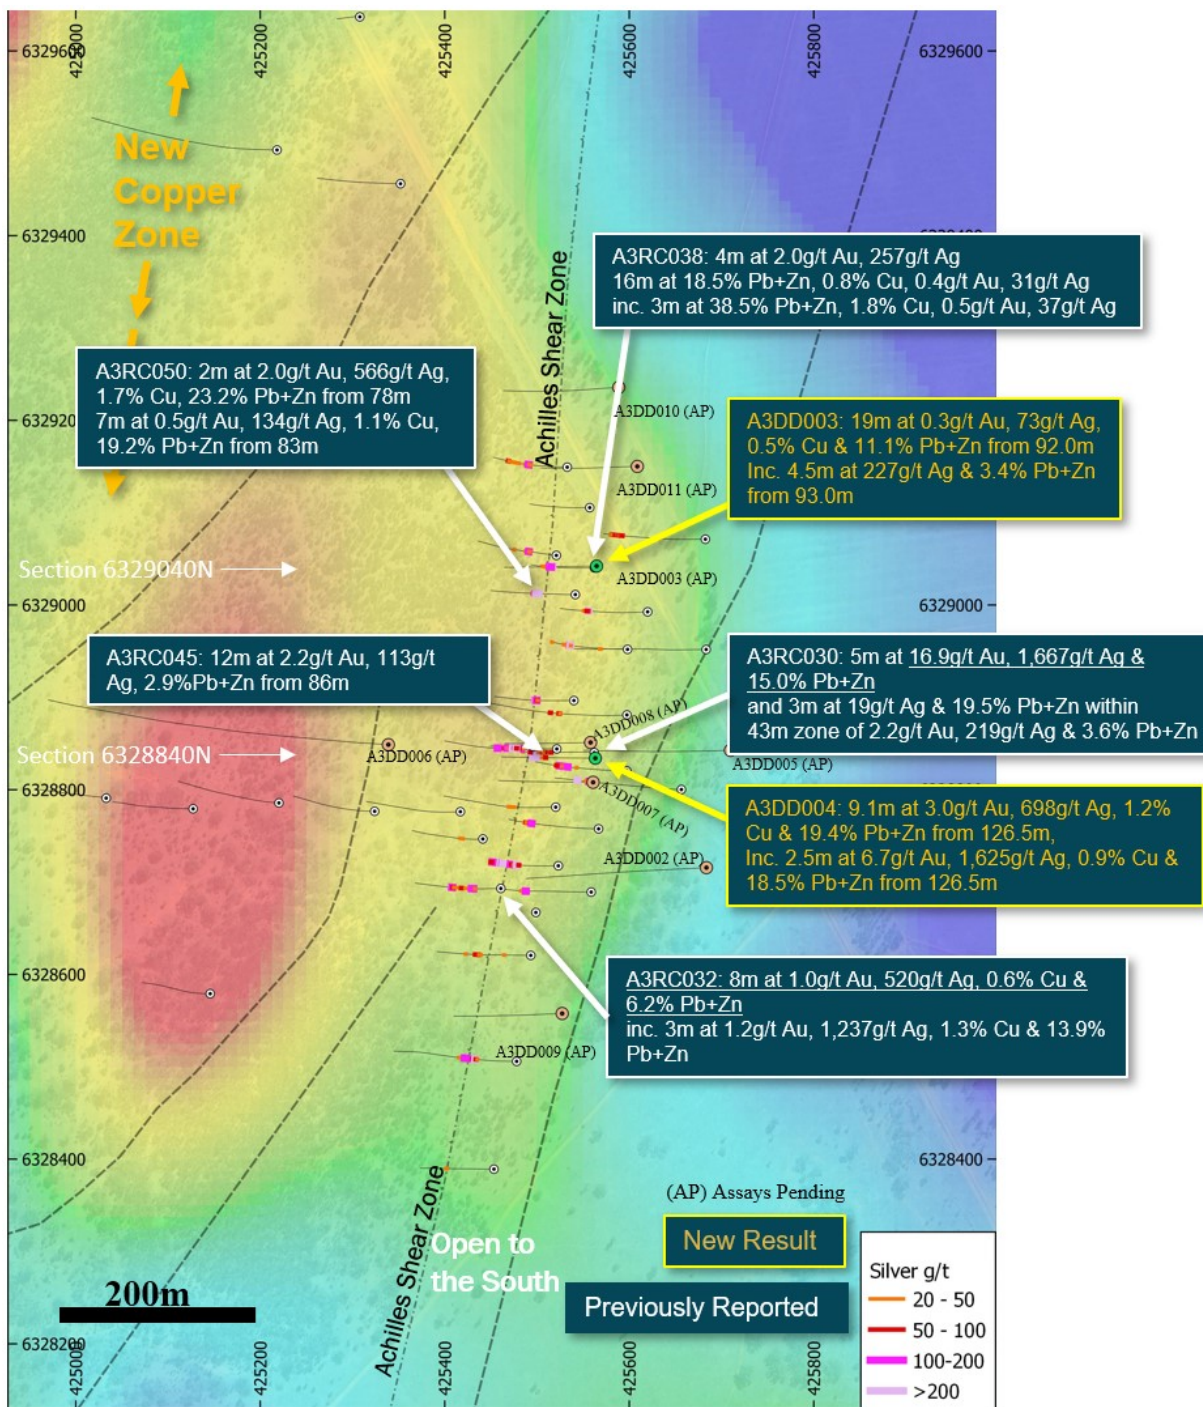 425000
425200
425400
425600
425800
6329600
6329600
New
Copper
Zone
6329400
A3RC038: 4m at 2.0g/t Au, 257g/t Ag
16m at 18.5% Pb+Zn, 0.8% Cu, 0.4g/t Au, 31g/t Ag
inc. 3m at 38.5% Pb+Zn, 1.8% Cu, 0.5g/t Au, 37g/t Ag
Achilles Shear Zone
A3RC050: 2m at 2.0g/t Au, 566g/t Ag,
1.7% Cu, 23.2% Pb+Zn from 78m
7m at 0.5g/t Au, 134g/t Ag, 1.1% Cu,
19.2% Pb+Zn from 83m
A3DD010 (AP)
A3DD003: 19m at 0.3g/t Au, 73g/t Ag,
0.5% Cu & 11.1% Pb+Zn from 92.0m
Inc. 4.5m at 227g/t Ag & 3.4% Pb+Zn
from 93.0m
A3DD011 (AP)
Section 6329040N
A3DD003 (AP)
6329000
6329000
A3RC045: 12m at 2.2g/t Au, 113g/t
Ag, 2.9%Pb+Zn from 86m
A3RC030: 5m at 16.9g/t Au, 1,667g/t Ag &
15.0% Pb+Zn
and 3m at 19g/t Ag & 19.5% Pb+Zn within
43m zone of 2.2g/t Au, 219g/t Ag & 3.6% Pb+Zn
A3DD008 (AP)
Section 6328840N
A3DD006 (AP)
A3DD005 (AP)
6328800
A3DD007 (AP)
A3DD004: 9.1m at 3.0g/t Au, 698g/t Ag, 1.2%
Cu & 19.4% Pb+Zn from 126.5m,
Inc. 2.5m at 6.7g/t Au, 1,625g/t Ag, 0.9% Cu &
18.5% Pb+Zn from 126.5m
A3DD002 (AP)
6328600
A3RC032: 8m at 1.0g/t Au, 520g/t Ag, 0.6% Cu &
6.2% Pb+Zn
inc. 3m at 1.2g/t Au, 1,237g/t Ag, 1.3% Cu & 13.9%
Pb+Zn
A3DD009 (AP)
6328400
6328400
Achilles Shear Zone
(AP) Assays Pending
Open to
the South
New Result
Previously Reported
200m
Silver g/t
20 - 50
50 - 100
100-200
>200
6328200
425000
425200
425400
425600
425800